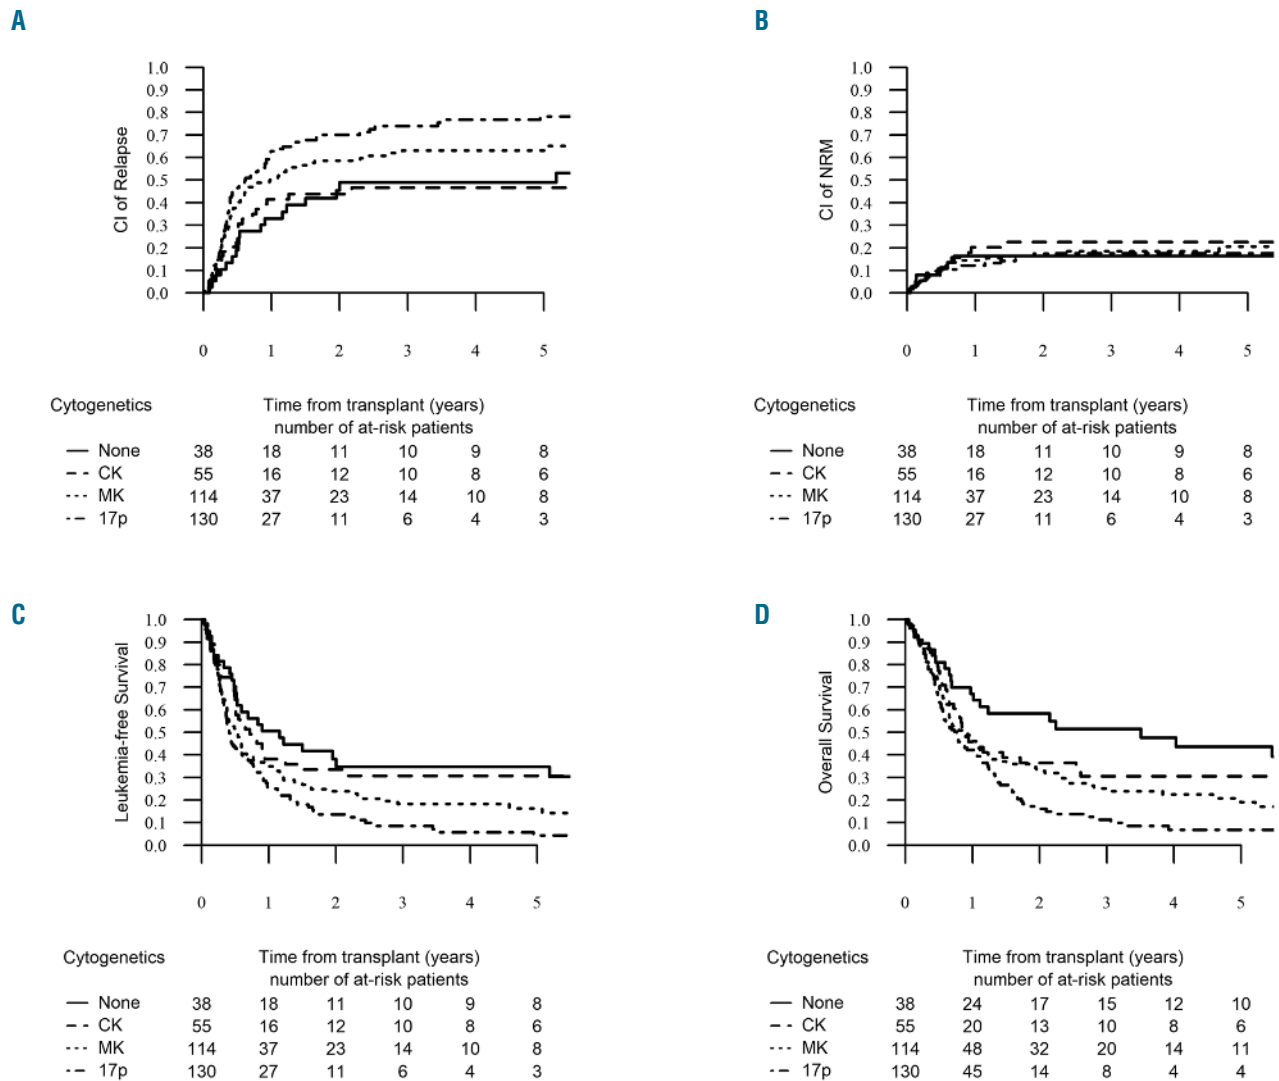 A
CI of Relapse
1.0
0.9
0.8
0.7
0.6
0.5
0.4
0.3
0.2
0.1
0.0
0 1 2 3 4 5
Cytogenetics Time from transplant (years)
number of at-risk patients
None 38 18 11 10 9 8
CK 55 16 12 10 8 6
MK 114 37 23 14 10 8
17p 130 27 11 6 4 3
B
CI of NRM
1.0
0.9
0.8
0.7
0.6
0.5
0.4
0.3
0.2
0.1
0.0
0 1 2 3 4 5
Cytogenetics Time from transplant (years)
number of at-risk patients
None 38 18 11 10 9 8
CK 55 16 12 10 8 6
MK 114 37 23 14 10 8
17p 130 27 11 6 4 3
C
Leukemia-free Survival
1.0
0.9
0.8
0.7
0.6
0.5
0.4
0.3
0.2
0.1
0.0
0 1 2 3 4 5
Cytogenetics Time from transplant (years)
number of at-risk patients
None 38 18 11 10 9 8
CK 55 16 12 10 8 6
MK 114 37 23 14 10 8
17p 130 27 11 6 4 3
D
Overall Survival
1.0
0.9
0.8
0.7
0.6
0.5
0.4
0.3
0.2
0.1
0.0
0 1 2 3 4 5
Cytogenetics Time from transplant (years)
number of at-risk patients
None 38 24 17 15 12 10
CK 55 20 13 10 8 6
MK 114 48 32 20 14 11
17p 130 45 14 8 4 4